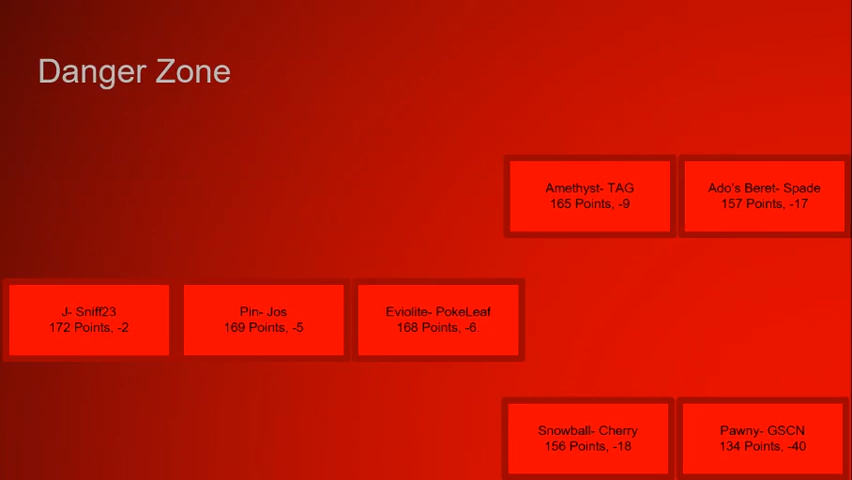 Danger Zone
Amethyst- TAG
165 Points, -9
Ado's Beret- Spade
157 Points, -17
J- Sniff23
172 Points, -2
Pin- Jos
169 Points, -5
Eviolite- PokeLeaf
168 Points, -6
Snowball- Cherry
156 Points, -18
Pawny- GSCN
134 Points, -40